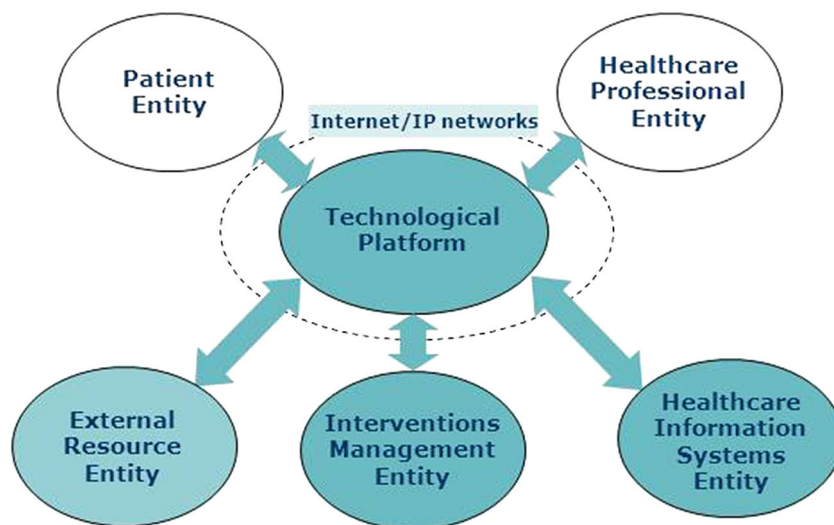 Patient
Entity
Healthcare
Professional
Entity
Internet/IP networks
Technological
Platform
External
Resource
Entity
Interventions
Management
Entity
Healthcare
Information
Systems
Entity